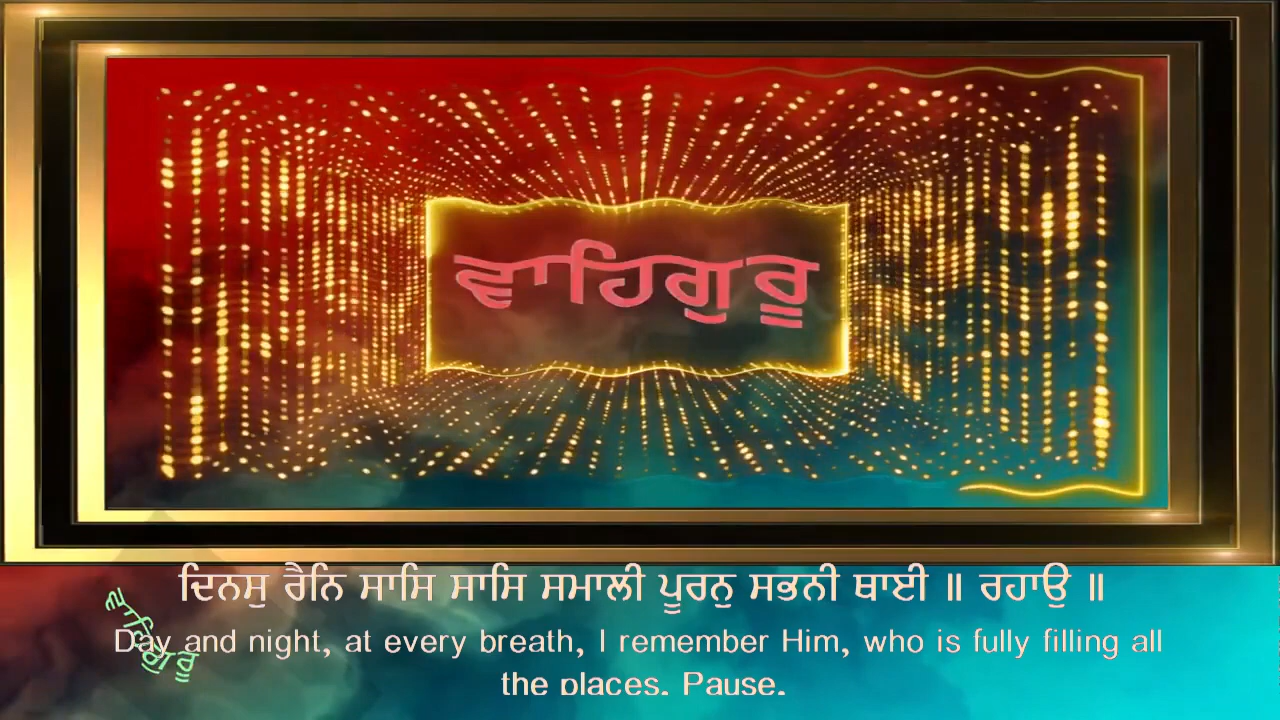 ਵਾਹਿਗੁਰੂ
ਦਿਨਸੁ ਰੈਨਿ ਸਾਸਿ ਸਾਸਿ ਸਮਾਲੀ ਪੂਰਨੁ ਸਭਨੀ ਥਾਈ ॥ ਰਹਾਉ ॥
ਵਾਹਿਗੁਰੂ
Day and night, at every breath, I remember Him, who is fully filling all
the places. Pause.